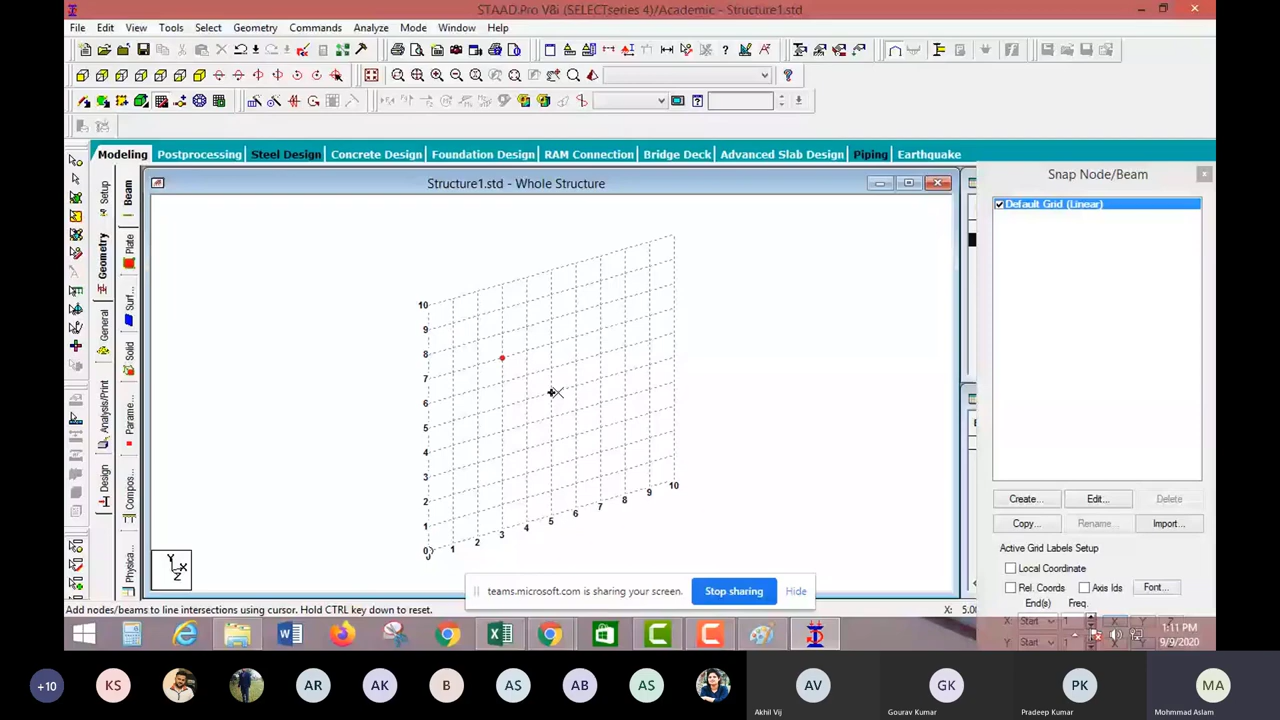 STAAD.Pro V8i (SELECTseries 4)/Academic - Structure1.std
File Edit View Tools Select Geometry Commands Analyze Mode Window Help
Modeling Postprocessing Steel Design Concrete Design Foundation Design RAM Connection Bridge Deck Advanced Slab Design Piping Earthquake
Setup
Geometry
General
Analysis/Print
Design
Beam
Plate
Surf...
Solid
Parame...
Compos...
Physica...
Structure1.std - Whole Structure
10
9
8
7
6
5
4
3
2
1
0
1 2 3 4 5 6 7 8 9 10
Y
X
Z
Snap Node/Beam
Default Grid (Linear)
Create... Edit... Delete
Copy... Rename... Import...
Active Grid Labels Setup
Local Coordinate
Rel. Coords Axis Ids Font...
End(s) Freq.
X: Start 1 X Y
Y: Start 1
teams.microsoft.com is sharing your screen. Stop sharing Hide
Add nodes/beams to line intersections using cursor. Hold CTRL key down to reset. X: 5.00
1:11 PM
9/9/2020
+10 KS AR AK B AS AB AS AV GK PK MA
Akhil Vij Gourav Kumar Pradeep Kumar Mohmmad Aslam